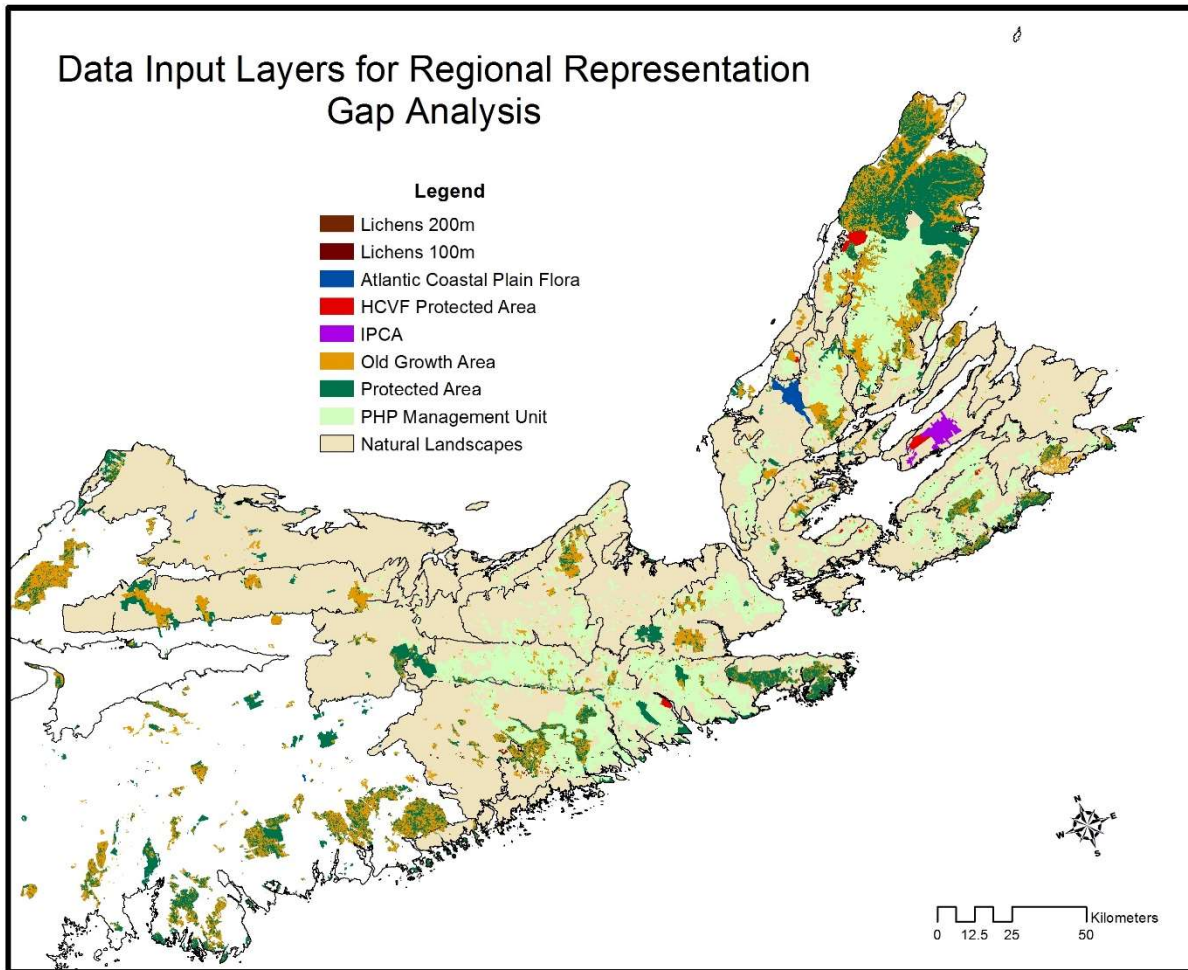 Data Input Layers for Regional Representation
Gap Analysis
Legend
Lichens 200m
Lichens 100m
Atlantic Coastal Plain Flora
HCVF Protected Area
IPCA
Old Growth Area
Protected Area
PHP Management Unit
Natural Landscapes
N
W E
S
Kilometers
0 12.5 25 50